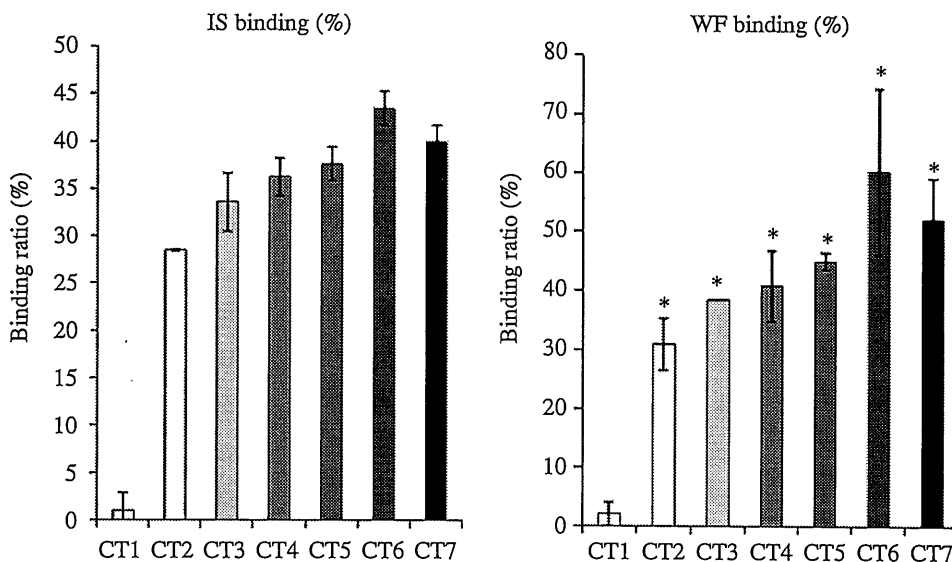 IS binding (%)
Binding ratio (%)
50
45
40
35
30
25
20
15
10
5
0
CT1 CT2 CT3 CT4 CT5 CT6 CT7
WF binding (%)
Binding ratio (%)
80
70
60
50
40
30
20
10
0
* * * * * *
CT1 CT2 CT3 CT4 CT5 CT6 CT7